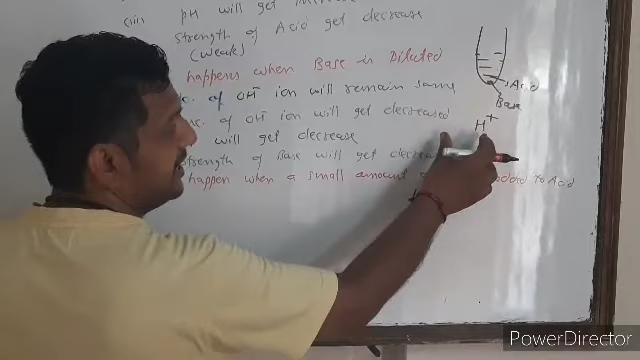 (iii) pH will get increase
strength of Acid get decrease
(weak)
happens when Base is Diluted
of OH ion will remain same
of OH ion will get decreased
will get decrease
strength of Base will get
happen when a small amount added to Acid
Acid
Base
H+
PowerDirector